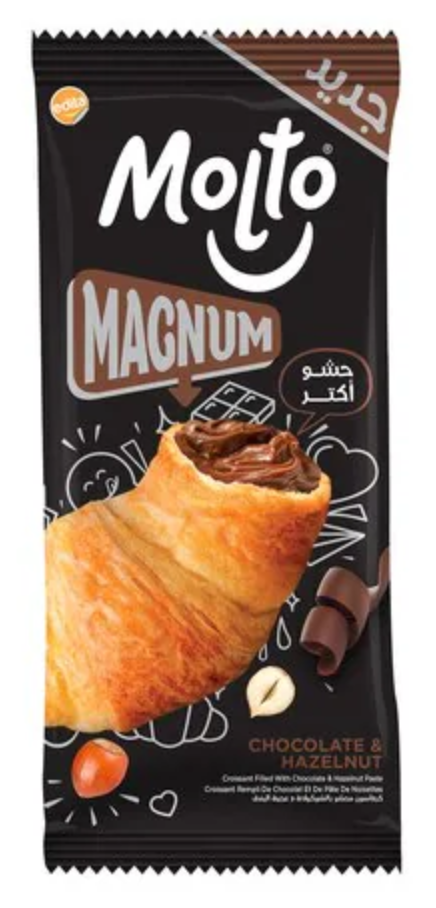 edita
جديد
Molto®
MAGNUM
حشو
أكتر
CHOCOLATE &
HAZELNUT
Croissant Filled With Chocolate & Hazelnut Paste
Croissant Rempli De Chocolat Et De Pâte De Noisettes